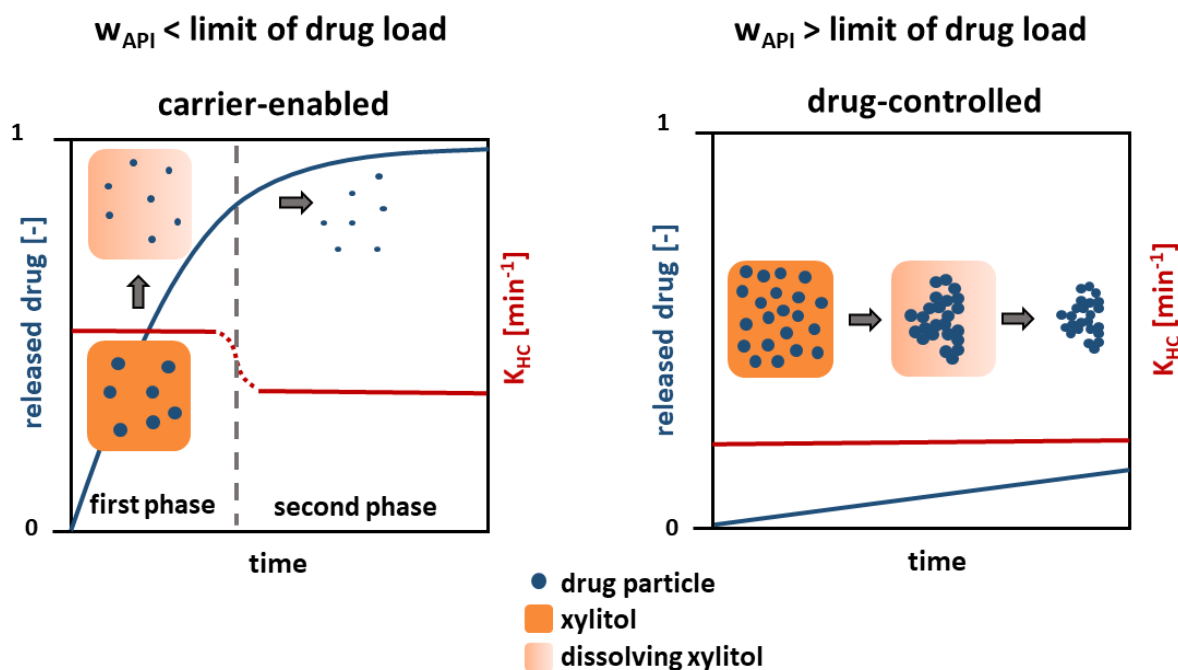 w_API < limit of drug load
carrier-enabled
1
released drug [-]
0
K_HC [min⁻¹]
first phase
second phase
time
w_API > limit of drug load
drug-controlled
1
released drug [-]
0
K_HC [min⁻¹]
time
drug particle
xylitol
dissolving xylitol